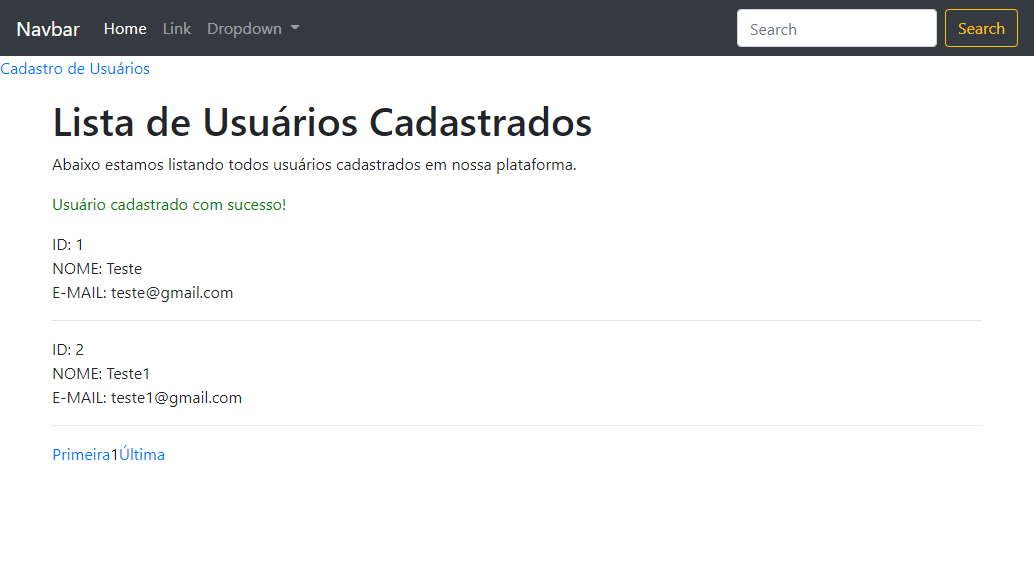 Navbar Home Link Dropdown Search Search
Cadastro de Usuários
Lista de Usuários Cadastrados
Abaixo estamos listando todos usuários cadastrados em nossa plataforma.
Usuário cadastrado com sucesso!
ID: 1
NOME: Teste
E-MAIL: teste@gmail.com
ID: 2
NOME: Teste1
E-MAIL: teste1@gmail.com
Primeira1Última